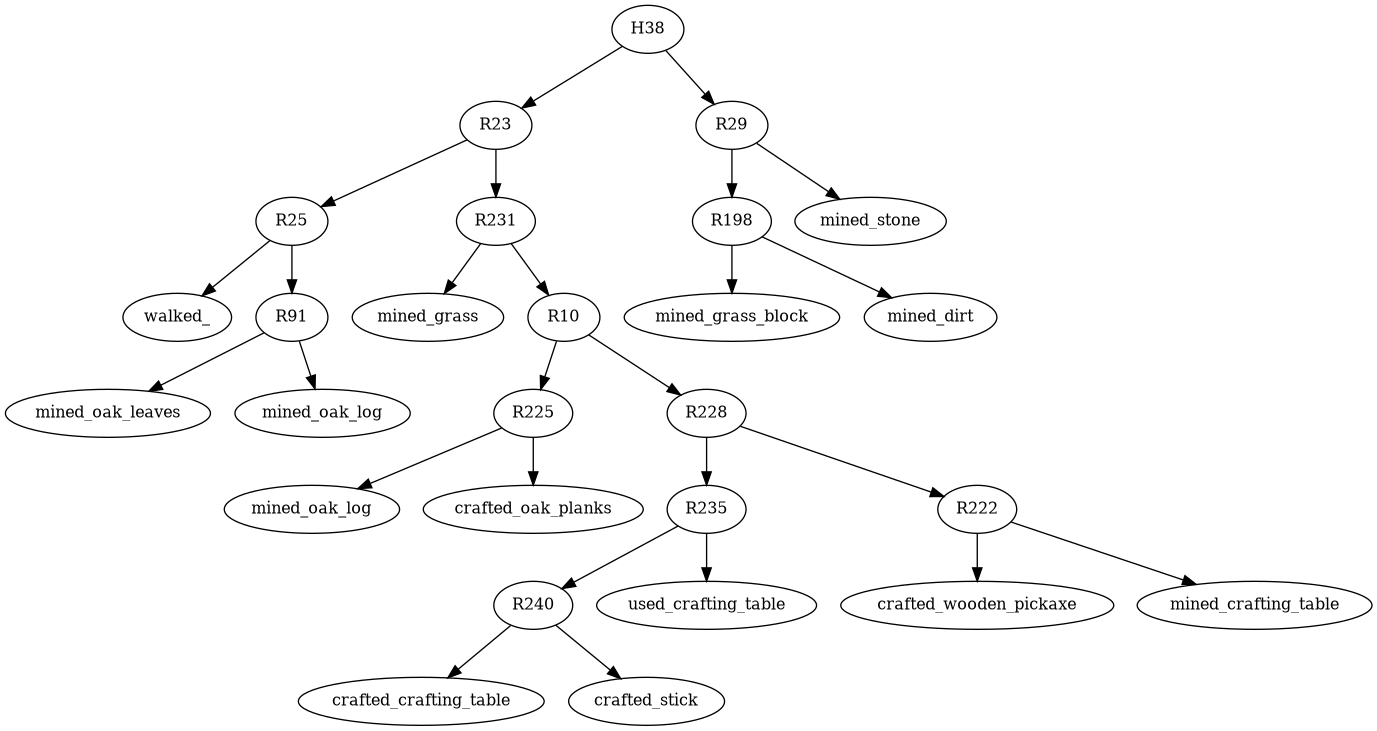 H38
R23
R29
R25
R231
R198
mined_stone
walked_
R91
mined_grass
R10
mined_grass_block
mined_dirt
mined_oak_leaves
mined_oak_log
R225
R228
mined_oak_log
crafted_oak_planks
R235
R222
R240
used_crafting_table
crafted_wooden_pickaxe
mined_crafting_table
crafted_crafting_table
crafted_stick